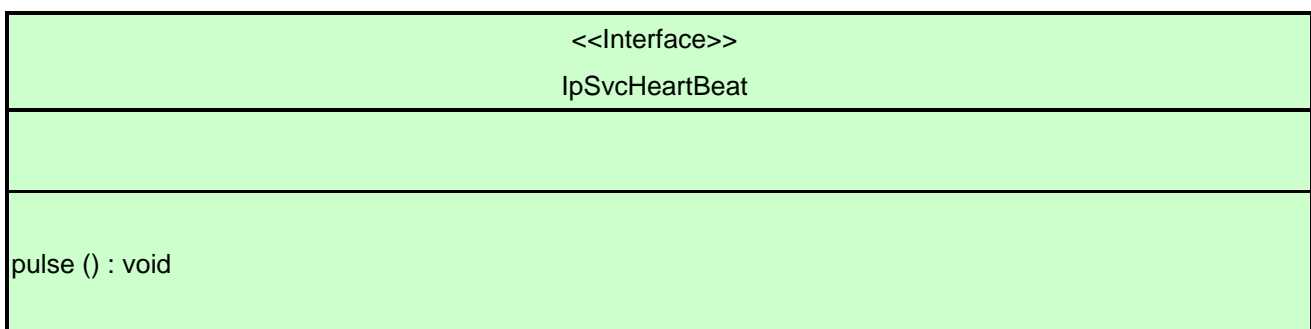 <<Interface>>
IpSvcHeartBeat
pulse () : void